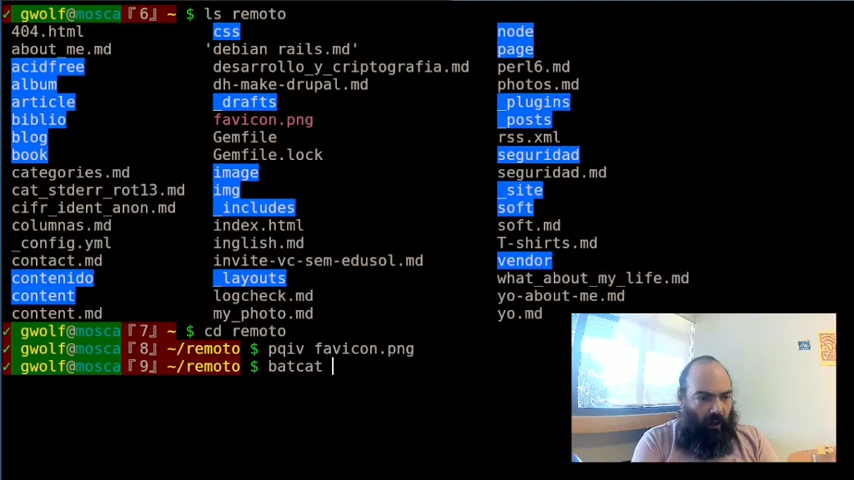 ✓ gwolf@mosca『6』~ $ ls remoto
404.html css node
about_me.md 'debian rails.md' page
acidfree desarrollo_y_criptografia.md perl6.md
album dh-make-drupal.md photos.md
article _drafts _plugins
biblio favicon.png _posts
blog Gemfile rss.xml
book Gemfile.lock seguridad
categories.md image seguridad.md
cat_stderr_rot13.md img _site
cifr_ident_anon.md _includes soft
columnas.md index.html soft.md
_config.yml inglish.md T-shirts.md
contact.md invite-vc-sem-edusol.md vendor
contenido _layouts what_about_my_life.md
content logcheck.md yo-about-me.md
content.md my_photo.md yo.md
✓ gwolf@mosca『7』~ $ cd remoto
✓ gwolf@mosca『8』~/remoto $ pqiv favicon.png
✓ gwolf@mosca『9』~/remoto $ batcat